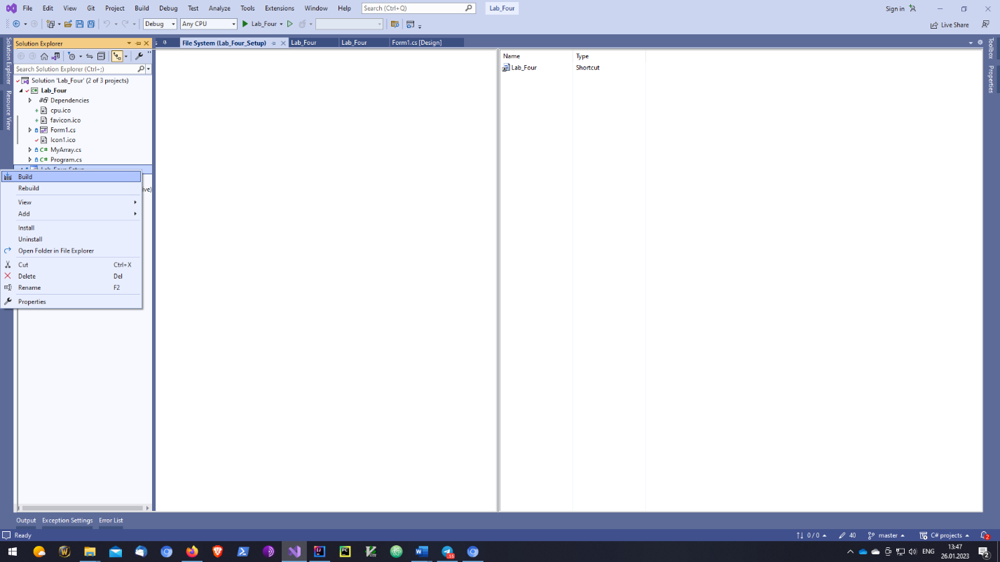 File Edit View Git Project Build Debug Test Analyze Tools Extensions Window Help Search (Ctrl+Q) Lab_Four Sign in
Debug Any CPU Lab_Four Live Share
Solution Explorer
File System (Lab_Four_Setup) Lab_Four Lab_Four Form1.cs [Design]
Solution Explorer
Resource View
Toolbox
Properties
Search Solution Explorer (Ctrl+;)
Solution 'Lab_Four' (2 of 3 projects)
Lab_Four
Dependencies
cpu.ico
favicon.ico
Form1.cs
Icon1.ico
MyArray.cs
Program.cs
Lab_Four_Setup
ive)
Build
Rebuild
View
Add
Install
Uninstall
Open Folder in File Explorer
Cut Ctrl+X
Delete Del
Rename F2
Properties
Name Type
Lab_Four Shortcut
Output Exception Settings Error List
Ready 0 / 0 40 master C# projects 2
13:47
ENG
26.01.2023
2